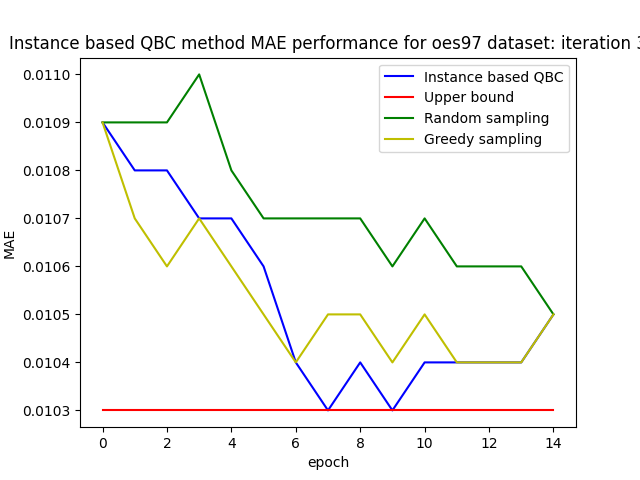 Instance based QBC method MAE performance for oes97 dataset: iteration 3
0.0110
0.0109
0.0108
0.0107
0.0106
0.0105
0.0104
0.0103
MAE
Instance based QBC
Upper bound
Random sampling
Greedy sampling
0 2 4 6 8 10 12 14
epoch